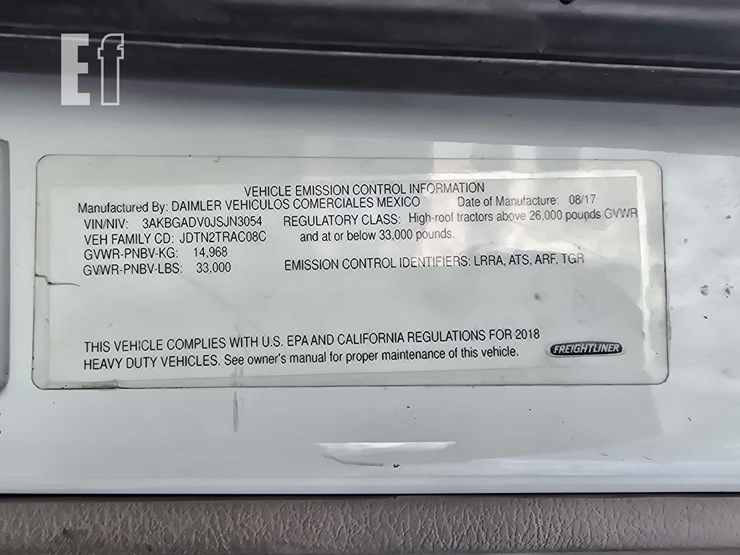 Ef
VEHICLE EMISSION CONTROL INFORMATION
Manufactured By: DAIMLER VEHICULOS COMERCIALES MEXICO Date of Manufacture: 08/17
VIN/NIV: 3AKBGADV0JSJN3054 REGULATORY CLASS: High-roof tractors above 26,000 pounds GVWR
VEH FAMILY CD: JDTN2TRAC08C and at or below 33,000 pounds.
GVWR-PNBV-KG: 14,968
GVWR-PNBV-LBS: 33,000 EMISSION CONTROL IDENTIFIERS: LRRA, ATS, ARF, TGR
THIS VEHICLE COMPLIES WITH U.S. EPA AND CALIFORNIA REGULATIONS FOR 2018
HEAVY DUTY VEHICLES. See owner's manual for proper maintenance of this vehicle.
FREIGHTLINER